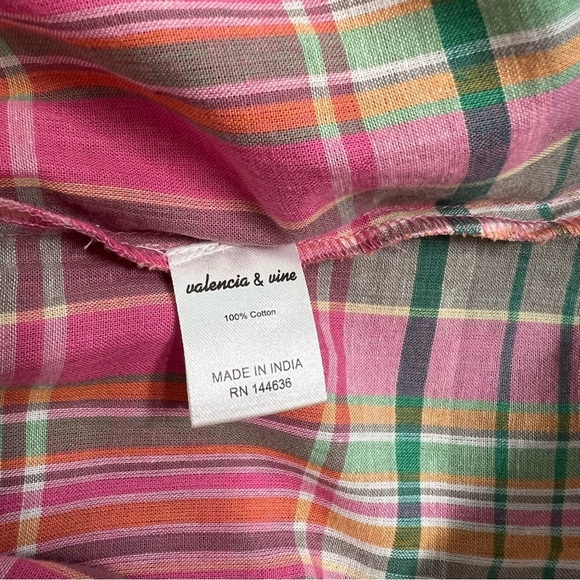 valencia & vine
100% Cotton
MADE IN INDIA
RN 144636